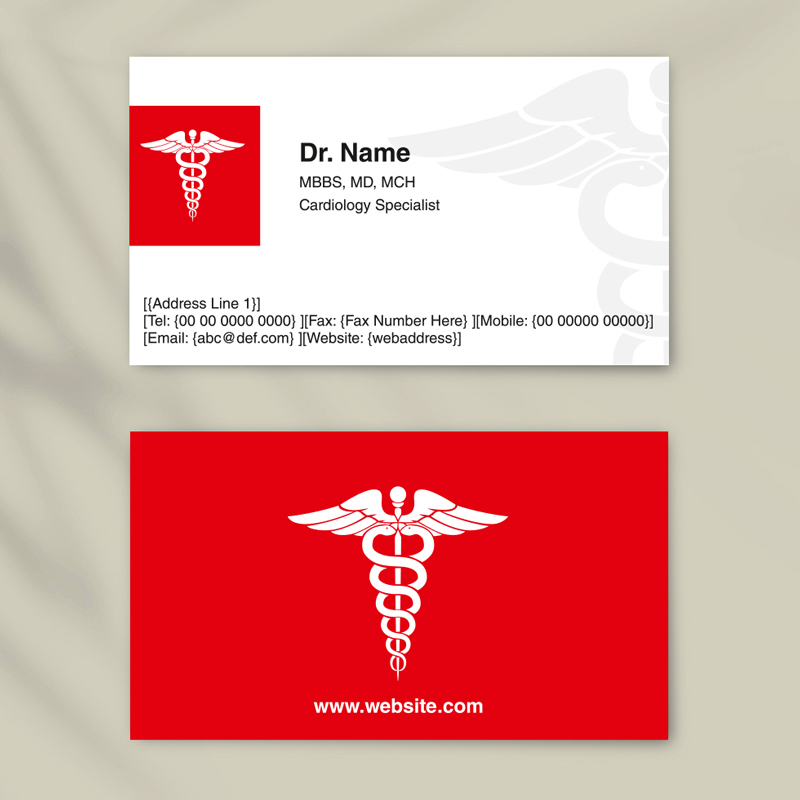 Dr. Name
MBBS, MD, MCH
Cardiology Specialist
[{Address Line 1}]
[Tel: {00 00 0000 0000} ][Fax: {Fax Number Here} ][Mobile: {00 00000 00000}]
[Email: {abc@def.com} ][Website: {webaddress}]
www.website.com